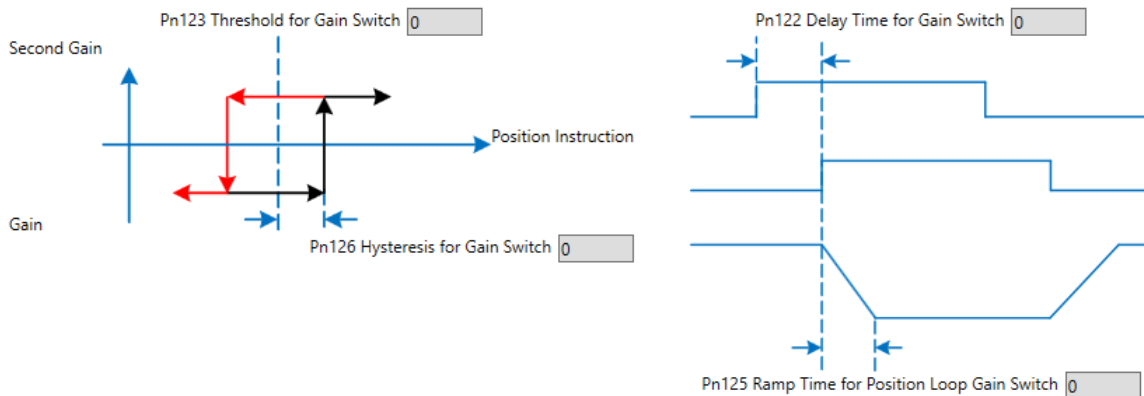 Pn123 Threshold for Gain Switch 0
Second Gain
Position Instruction
Gain
Pn126 Hysteresis for Gain Switch 0
Pn122 Delay Time for Gain Switch 0
Pn125 Ramp Time for Position Loop Gain Switch 0